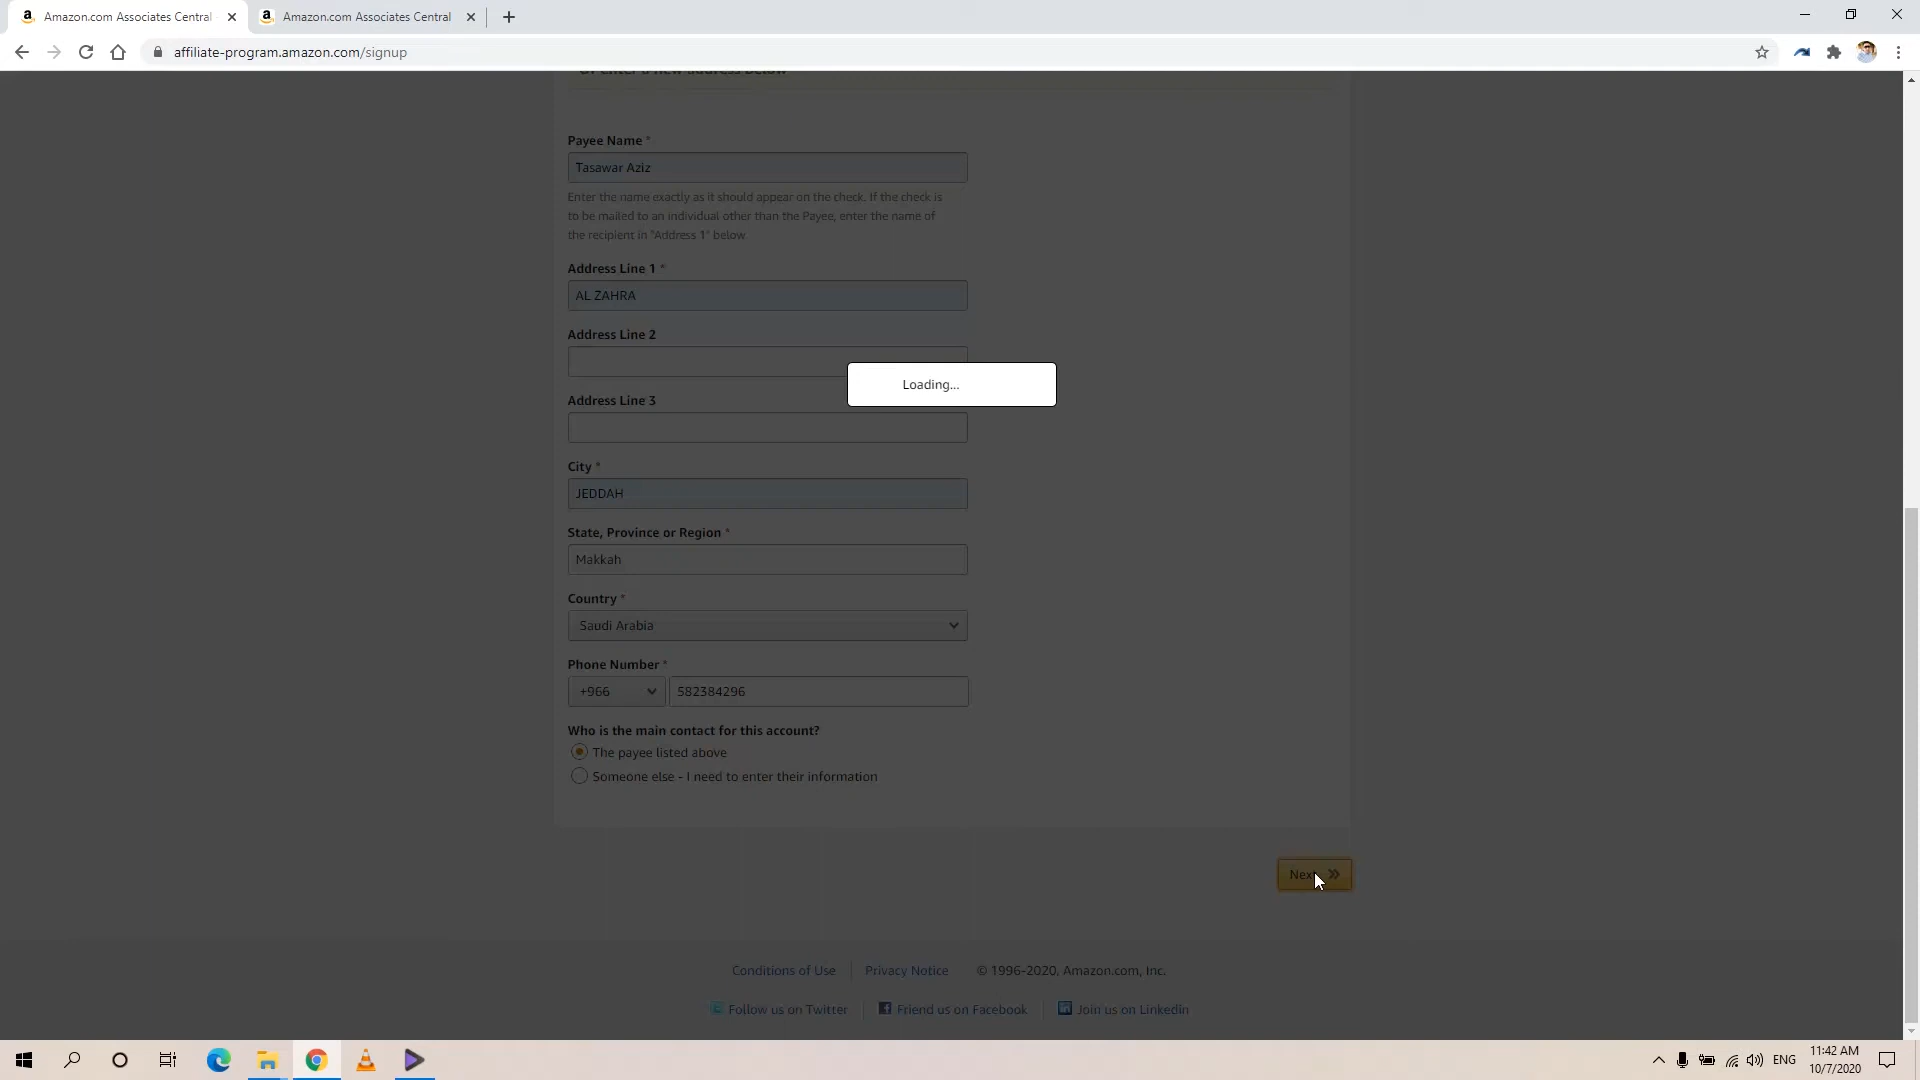 Amazon.com Associates Central
Amazon.com Associates Central
affiliate-program.amazon.com/signup
or Enter a new address below
Payee Name *
Tasawar Aziz
Enter the name exactly as it should appear on the check. If the check is
to be mailed to an individual other than the Payee, enter the name of
the recipient in "Address 1" below
Address Line 1 *
AL ZAHRA
Address Line 2
Loading...
Address Line 3
City *
JEDDAH
State, Province or Region *
Makkah
Country *
Saudi Arabia
Phone Number *
+966 582384296
Who is the main contact for this account?
The payee listed above
Someone else - I need to enter their information
Next
Conditions of Use Privacy Notice © 1996-2020, Amazon.com, Inc.
Follow us on Twitter Friend us on Facebook Join us on LinkedIn
ENG
11:42 AM
10/7/2020